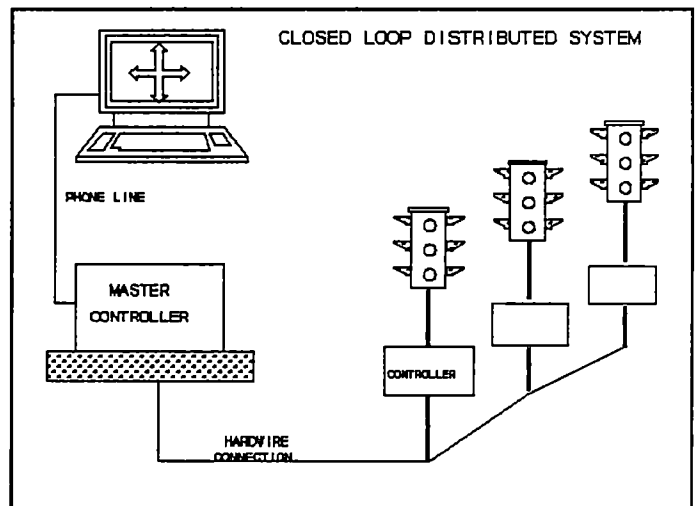 CLOSED LOOP DISTRIBUTED SYSTEM
PHONE LINE
MASTER
CONTROLLER
CONTROLLER
HARDWIRE
CONNECTION